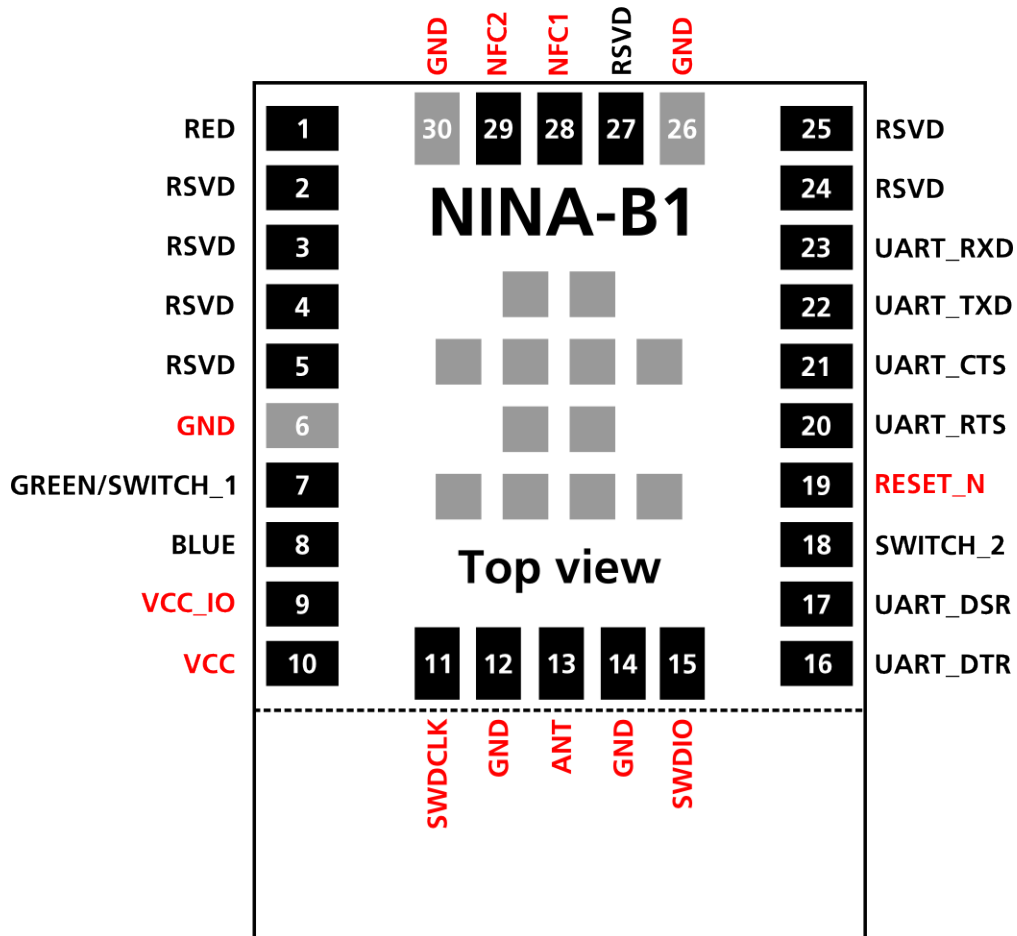 GND NFC2 NFC1 RSVD GND
RED 1 30 29 28 27 26 25 RSVD
RSVD 2 24 RSVD
NINA-B1
RSVD 3 23 UART_RXD
RSVD 4 22 UART_TXD
RSVD 5 21 UART_CTS
GND 6 20 UART_RTS
GREEN/SWITCH_1 7 19 RESET_N
BLUE 8 18 SWITCH_2
Top view
VCC_IO 9 17 UART_DSR
VCC 10 11 12 13 14 15 16 UART_DTR
SWDCLK GND ANT GND SWDIO